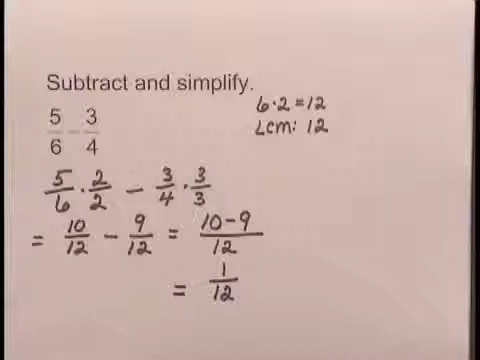 Subtract and simplify.
6·2=12
5/6 - 3/4
Lcm: 12
5/6 · 2/2 - 3/4 · 3/3
= 10/12 - 9/12 = 10-9/12
= 1/12